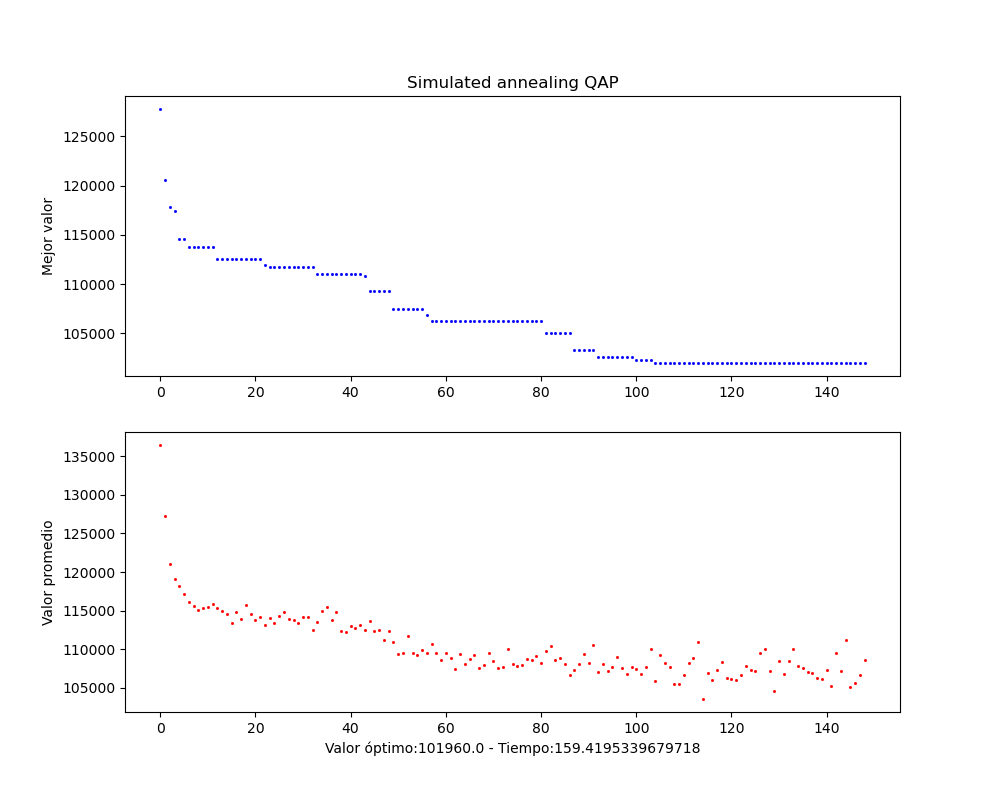 Simulated annealing QAP
Mejor valor
125000
120000
115000
110000
105000
0 20 40 60 80 100 120 140
Valor promedio
135000
130000
125000
120000
115000
110000
105000
0 20 40 60 80 100 120 140
Valor óptimo:101960.0 - Tiempo:159.4195339679718